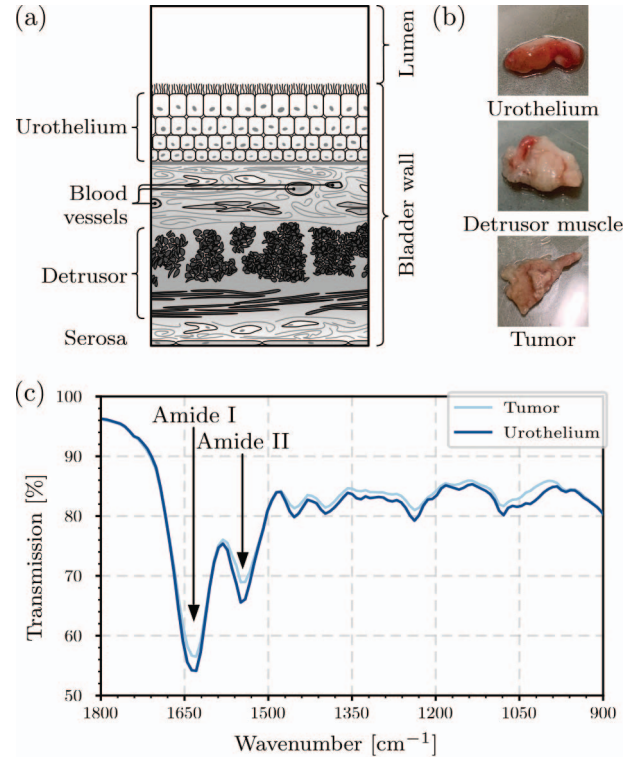 (a)
Lumen
Urothelium
Blood
vessels
Detrusor
Serosa
Bladder wall
(b)
Urothelium
Detrusor muscle
Tumor
(c)
Amide I
Amide II
Tumor
Urothelium
Transmission [%]
100
90
80
70
60
50
1800 1650 1500 1350 1200 1050 900
Wavenumber [cm⁻¹]